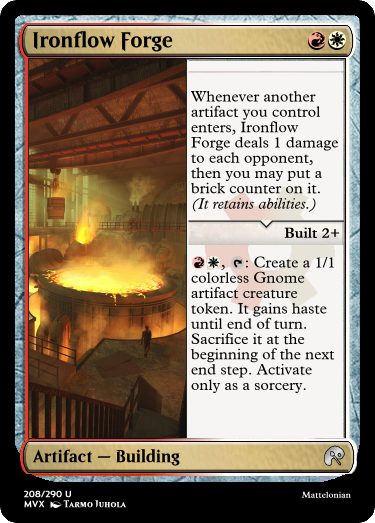 Ironflow Forge
Whenever another
artifact you control
enters, Ironflow
Forge deals 1 damage
to each opponent,
then you may put a
brick counter on it.
(It retains abilities.)
Built 2+
, : Create a 1/1
colorless Gnome
artifact creature
token. It gains haste
until end of turn.
Sacrifice it at the
beginning of the next
end step. Activate
only as a sorcery.
Artifact — Building
208/290 U
MVX Tarmo Juhola
Mattelonian